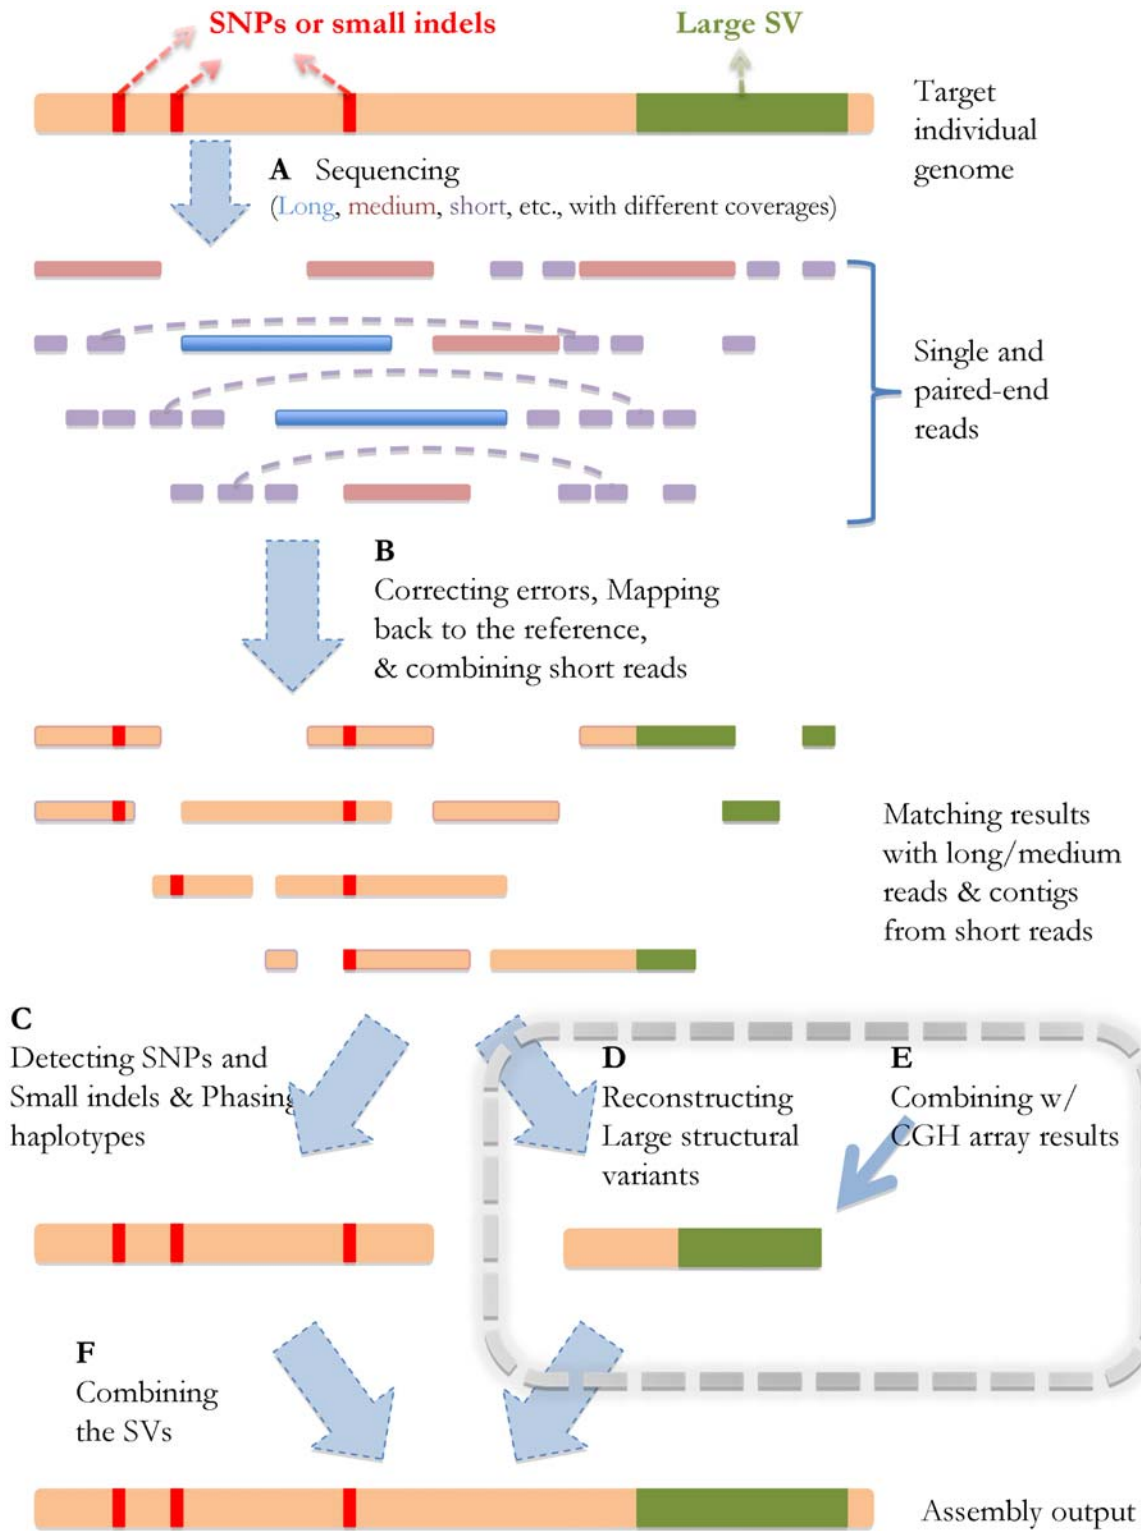 SNPs or small indels
Large SV
Target
individual
genome
A Sequencing
(Long, medium, short, etc., with different coverages)
Single and
paired-end
reads
B
Correcting errors, Mapping
back to the reference,
& combining short reads
Matching results
with long/medium
reads & contigs
from short reads
C
Detecting SNPs and
Small indels & Phasing
haplotypes
D
Reconstructing
Large structural
variants
E
Combining w/
CGH array results
F
Combining
the SVs
Assembly output